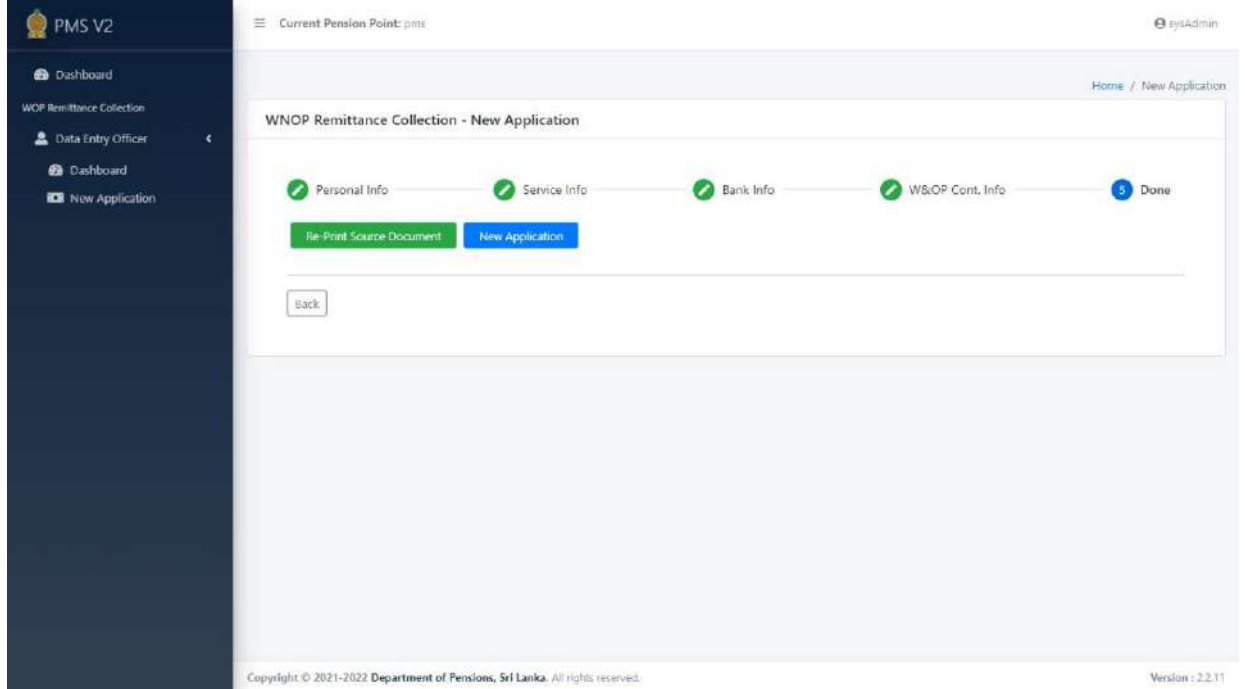 PMS V2
Current Pension Point: pms
sysAdmin
Dashboard
WOP Remittance Collection
Data Entry Officer
Dashboard
New Application
Home / New Application
WNOP Remittance Collection - New Application
Personal Info
Service Info
Bank Info
W&OP Cont. Info
5 Done
Re-Print Source Document
New Application
Back
Copyright © 2021-2022 Department of Pensions, Sri Lanka. All rights reserved.
Version : 2.2.11